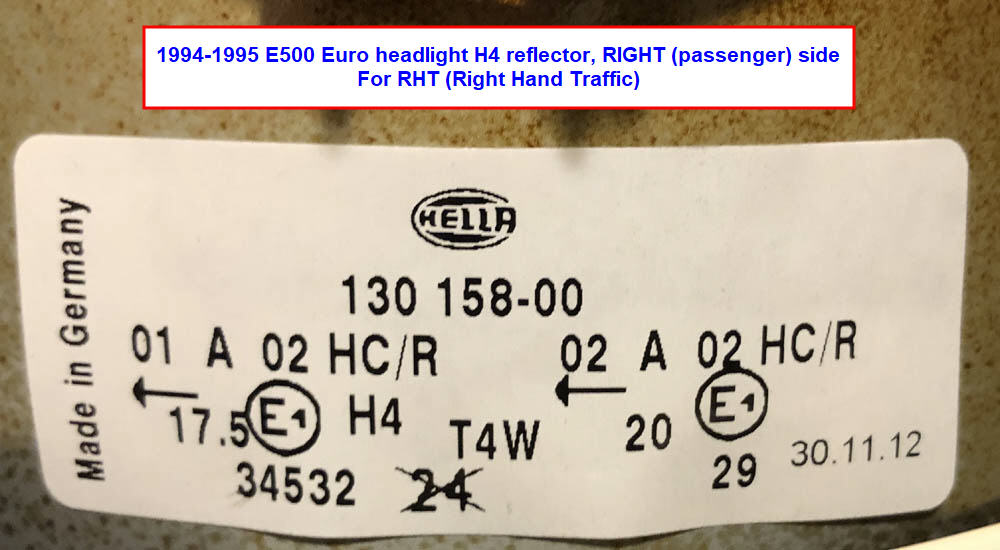 1994-1995 E500 Euro headlight H4 reflector, RIGHT (passenger) side
For RHT (Right Hand Traffic)
Made in Germany
HELLA
130 158-00
01 A 02 HC/R 02 A 02 HC/R
17.5 E1 H4 T4W 20 E1
34532 24 29 30.11.12